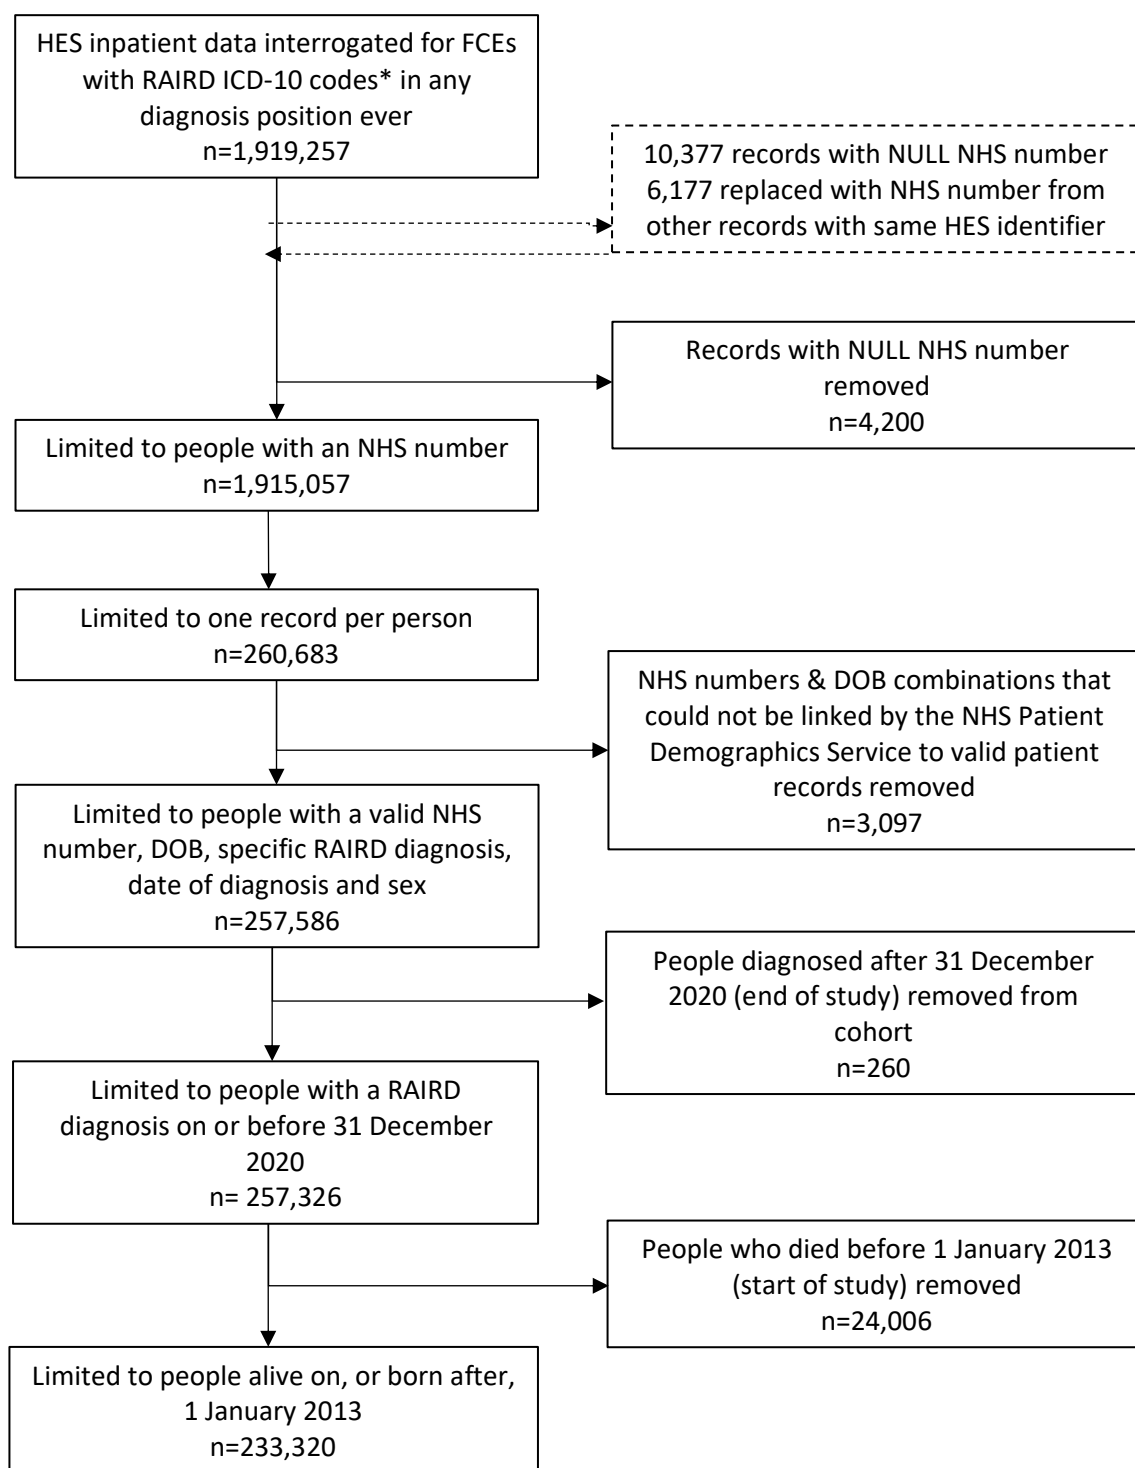 HES inpatient data interrogated for FCEs
with RAIRD ICD-10 codes* in any
diagnosis position ever
n=1,919,257
10,377 records with NULL NHS number
6,177 replaced with NHS number from
other records with same HES identifier
Records with NULL NHS number
removed
n=4,200
Limited to people with an NHS number
n=1,915,057
Limited to one record per person
n=260,683
NHS numbers & DOB combinations that
could not be linked by the NHS Patient
Demographics Service to valid patient
records removed
n=3,097
Limited to people with a valid NHS
number, DOB, specific RAIRD diagnosis,
date of diagnosis and sex
n=257,586
People diagnosed after 31 December
2020 (end of study) removed from
cohort
n=260
Limited to people with a RAIRD
diagnosis on or before 31 December
2020
n= 257,326
People who died before 1 January 2013
(start of study) removed
n=24,006
Limited to people alive on, or born after,
1 January 2013
n=233,320